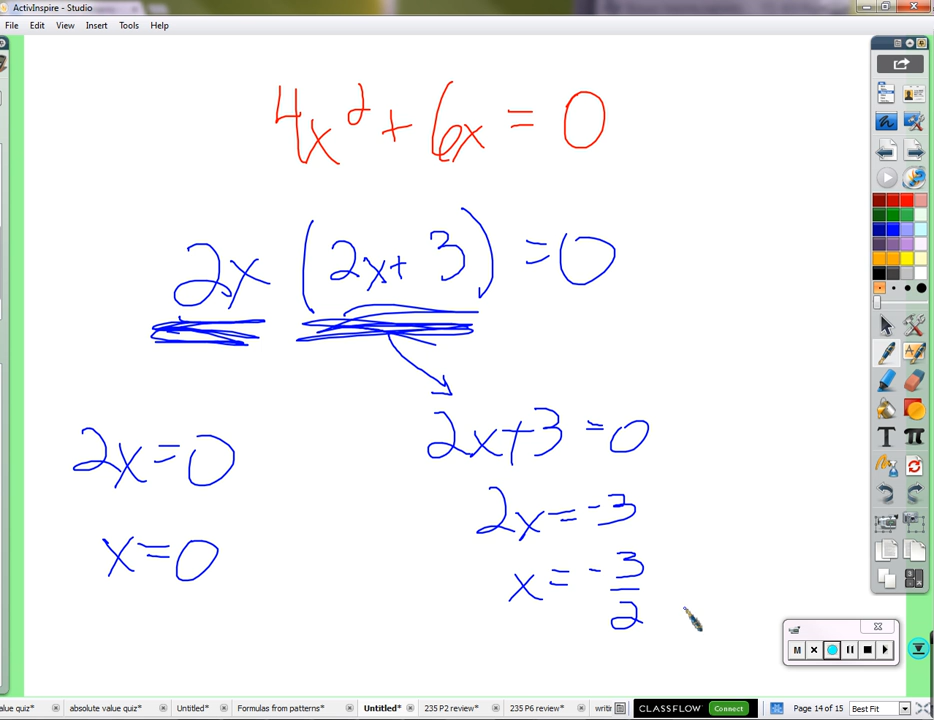 ActivInspire - Studio
File Edit View Insert Tools Help
4x² + 6x = 0
2x (2x + 3) = 0
2x = 0
2x + 3 = 0
x = 0
2x = -3
x = -3/2
M
alue quiz* absolute value quiz* Untitled* Formulas from patterns* Untitled* 235 P2 review* 235 P6 review* CLASSFLOW Connect Page 14 of 15 Best Fit